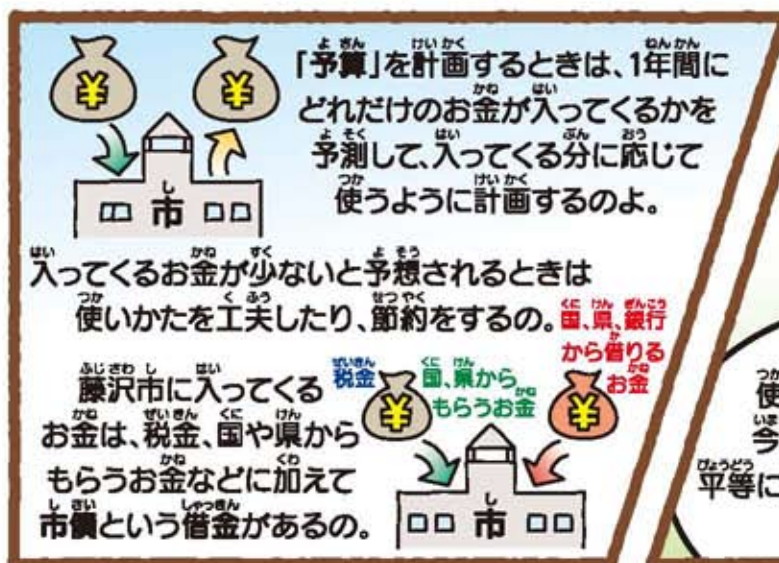 「予算」を計画するときは、1年間に
どれだけのお金が入ってくるかを
予測して、入ってくる分に応じて
使うように計画するのよ。
¥
¥
市
入ってくるお金が少ないと予想されるときは
使いかたを工夫したり、節約をするの。
藤沢市に入ってくる
お金は、税金、国や県から
もらうお金などに加えて
市債という借金があるの。
税金
国、県から
もらうお金
国、県、銀行
から借りる
お金
¥
¥
市
使
今
平等に